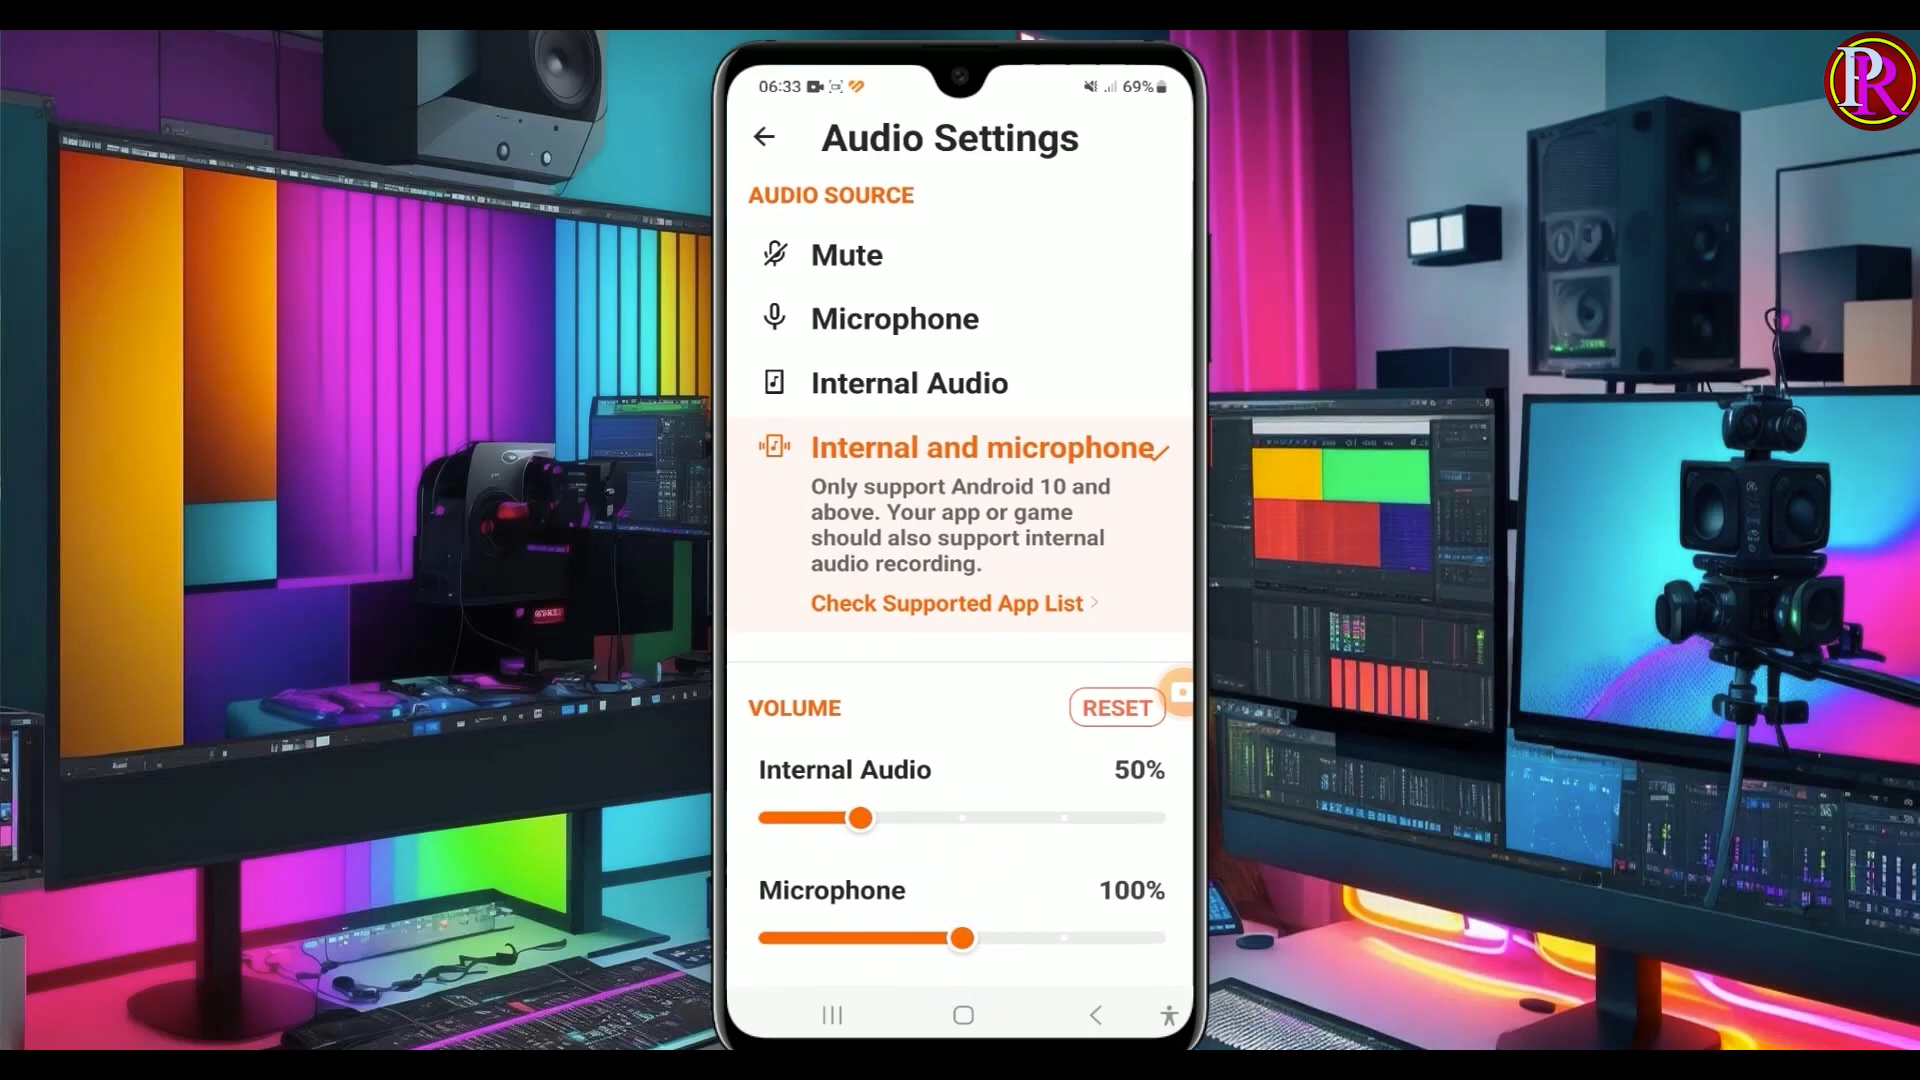 PR
06:33
69%
Audio Settings
AUDIO SOURCE
Mute
Microphone
Internal Audio
Internal and microphone
Only support Android 10 and
above. Your app or game
should also support internal
audio recording.
Check Supported App List
VOLUME
RESET
Internal Audio
50%
Microphone
100%